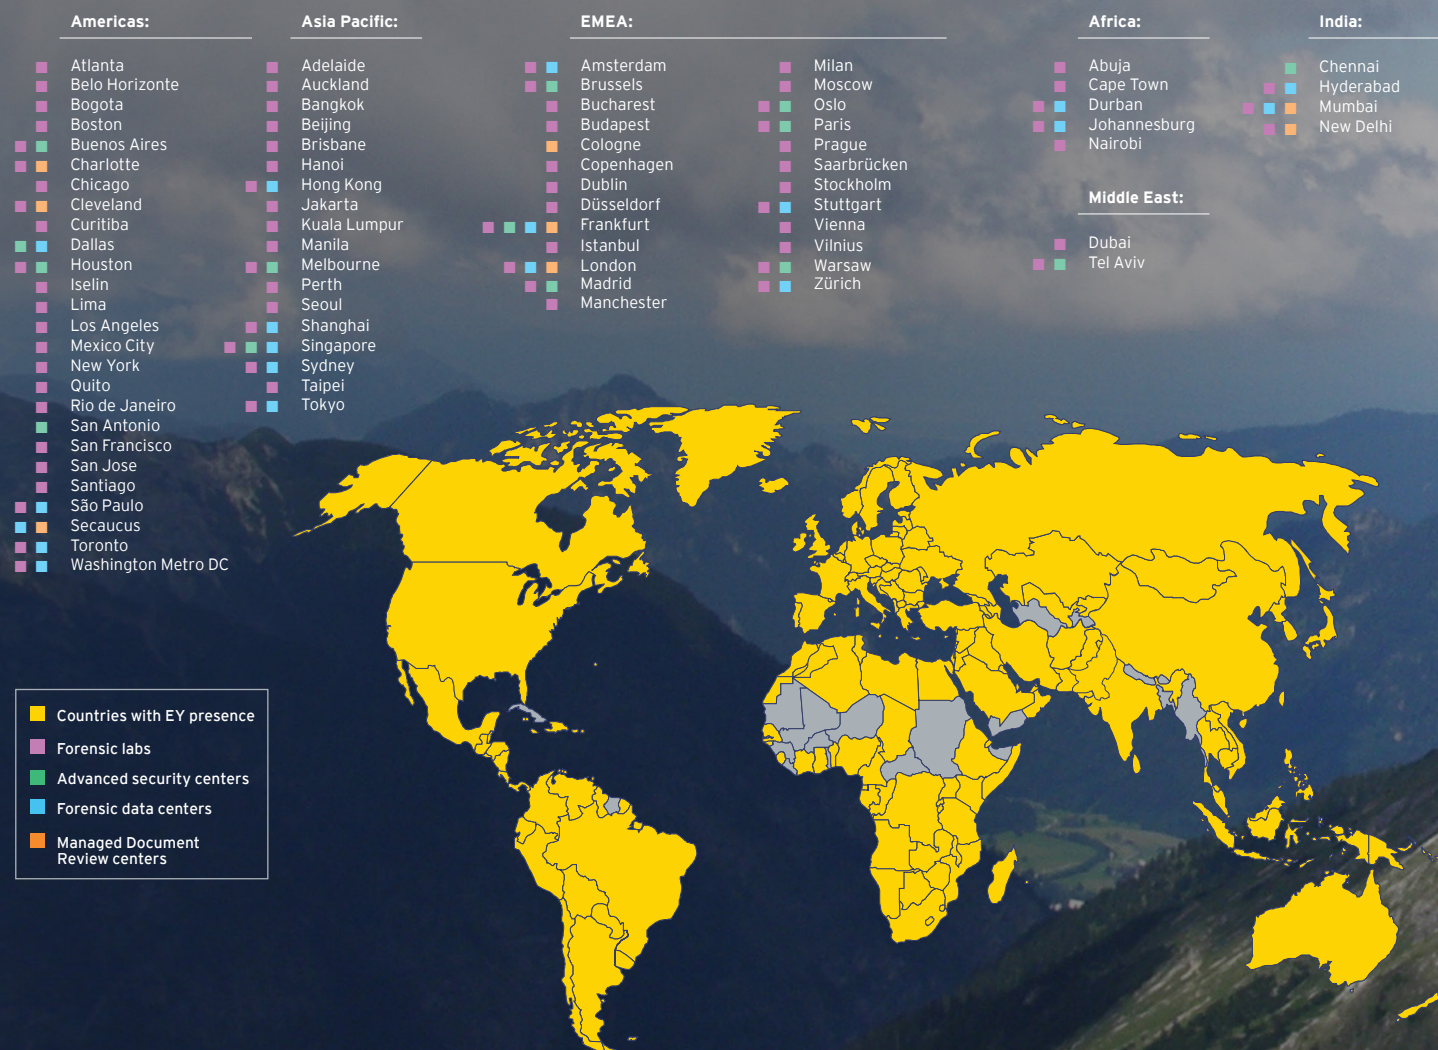 Americas:
Atlanta
Belo Horizonte
Bogota
Boston
Buenos Aires
Charlotte
Chicago
Cleveland
Curitiba
Dallas
Houston
Iselin
Lima
Los Angeles
Mexico City
New York
Quito
Rio de Janeiro
San Antonio
San Francisco
San Jose
Santiago
São Paulo
Secaucus
Toronto
Washington Metro DC
Asia Pacific:
Adelaide
Auckland
Bangkok
Beijing
Brisbane
Hanoi
Hong Kong
Jakarta
Kuala Lumpur
Manila
Melbourne
Perth
Seoul
Shanghai
Singapore
Sydney
Taipei
Tokyo
EMEA:
Amsterdam
Brussels
Bucharest
Budapest
Cologne
Copenhagen
Dublin
Düsseldorf
Frankfurt
Istanbul
London
Madrid
Manchester
Milan
Moscow
Oslo
Paris
Prague
Saarbrücken
Stockholm
Stuttgart
Vienna
Vilnius
Warsaw
Zürich
Africa:
Abuja
Cape Town
Durban
Johannesburg
Nairobi
Middle East:
Dubai
Tel Aviv
India:
Chennai
Hyderabad
Mumbai
New Delhi
Countries with EY presence
Forensic labs
Advanced security centers
Forensic data centers
Managed Document
Review centers